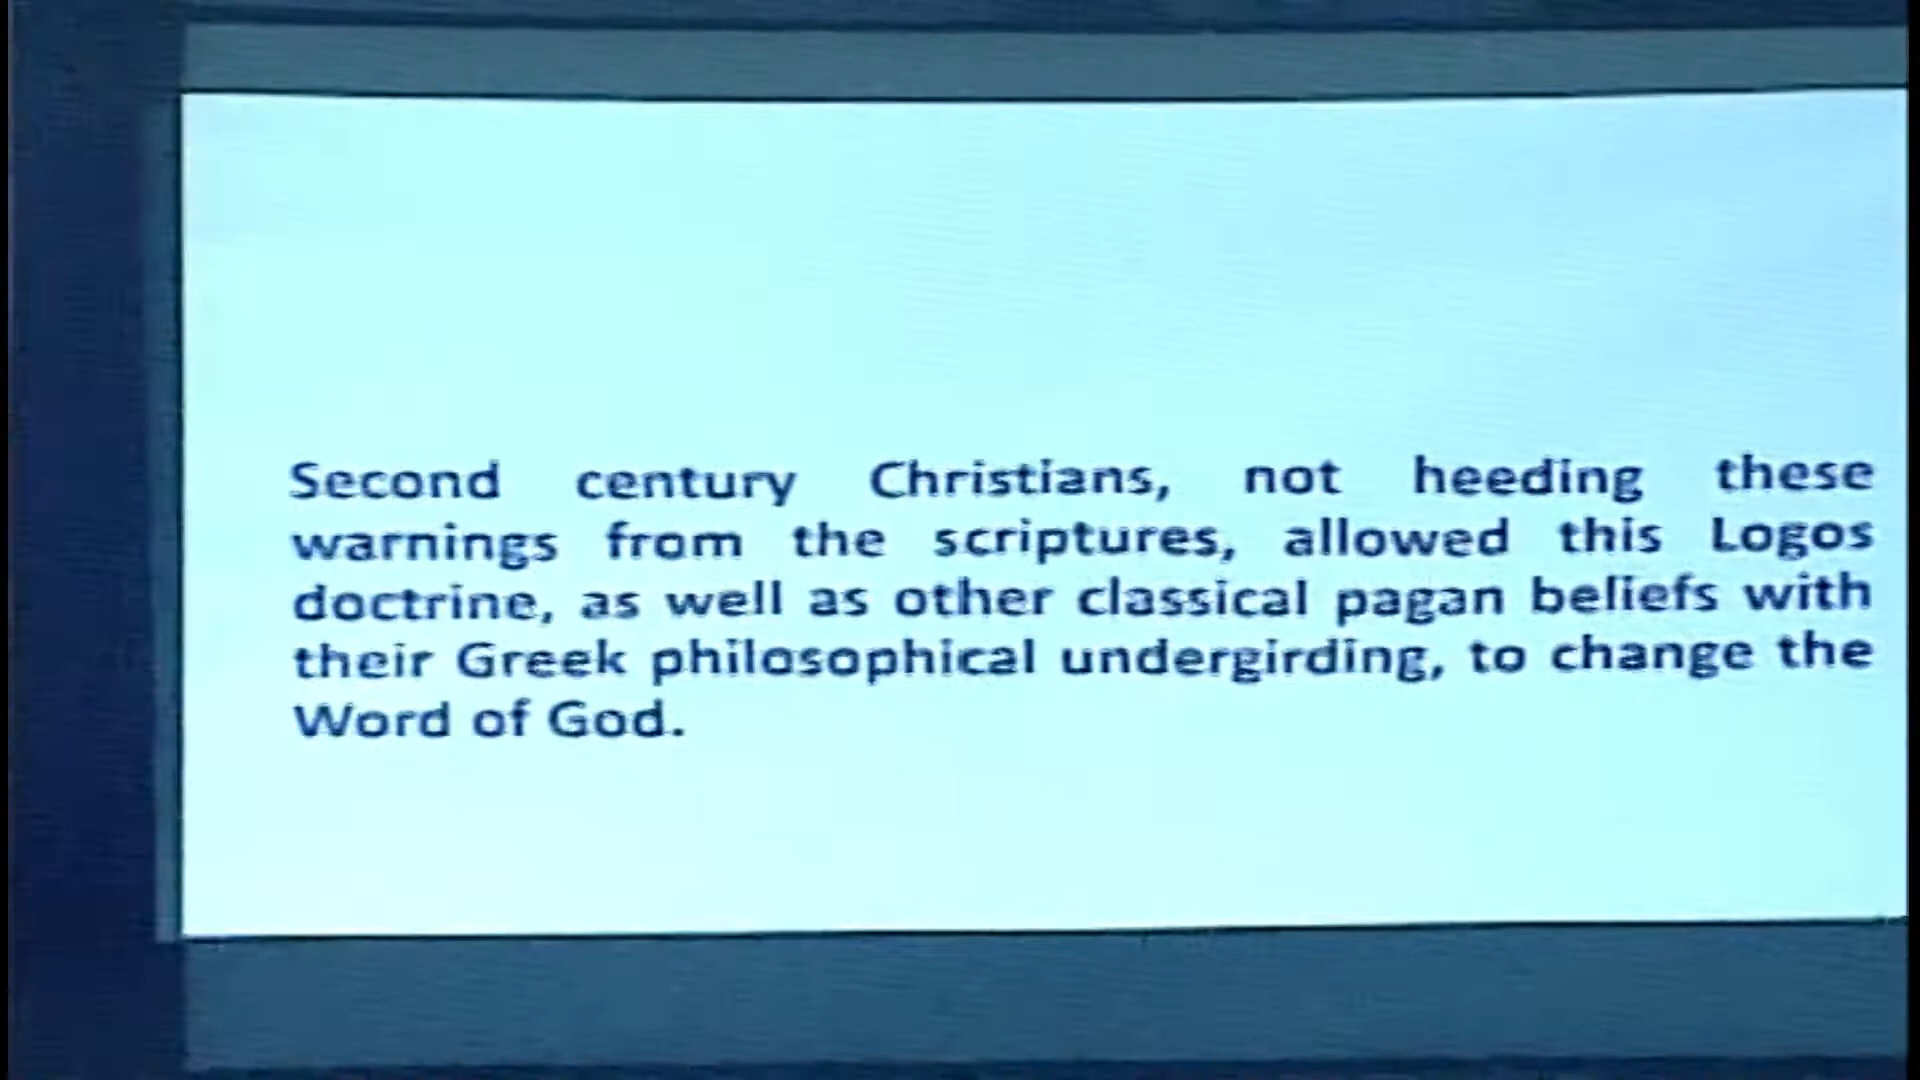 Second century Christians, not heeding these
warnings from the scriptures, allowed this Logos
doctrine, as well as other classical pagan beliefs with
their Greek philosophical undergirding, to change the
Word of God.